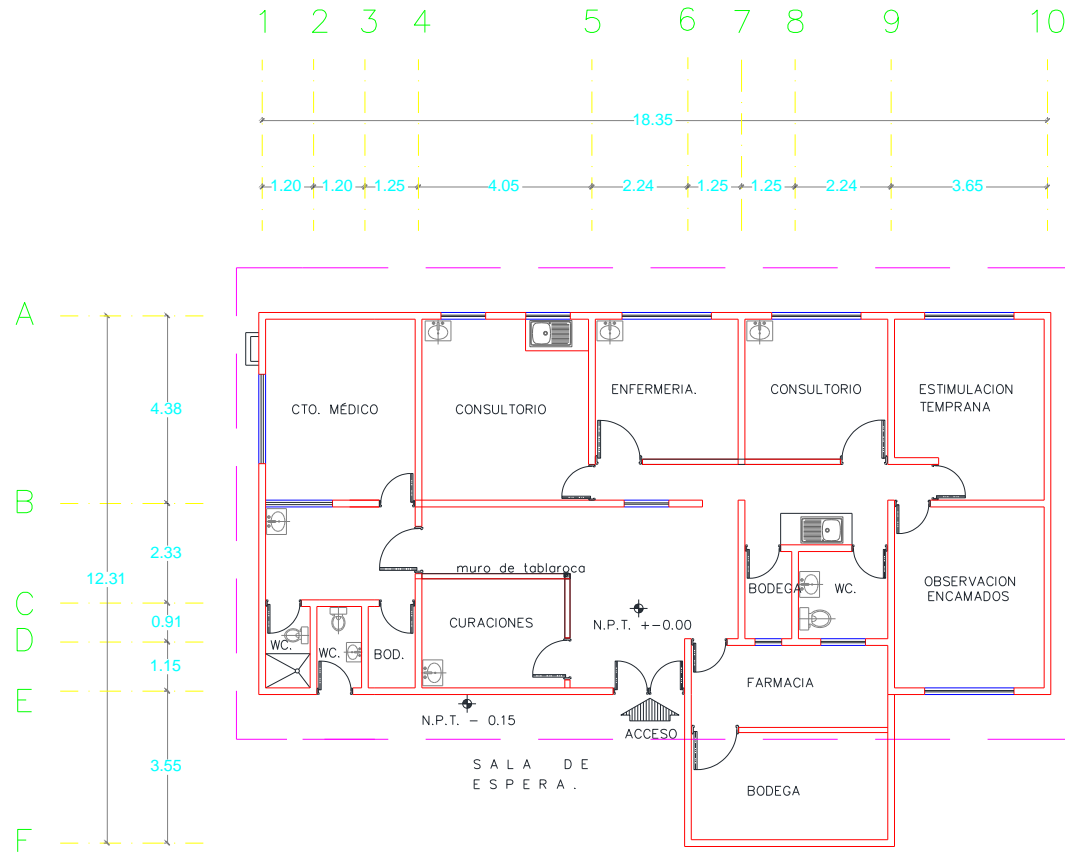 1 2 3 4 5 6 7 8 9 10
18.35
1.20 1.20 1.25 4.05 2.24 1.25 1.25 2.24 3.65
A
4.38
CTO. MÉDICO
CONSULTORIO
ENFERMERIA.
CONSULTORIO
ESTIMULACION
TEMPRANA
B
2.33
12.31
muro de tablaroca
BODEGA
WC.
OBSERVACION
ENCAMADOS
C
0.91
CURACIONES
N.P.T. +-0.00
D
WC.
WC.
BOD.
1.15
FARMACIA
E
N.P.T. - 0.15
ACCESO
3.55
SALA DE
ESPERA.
BODEGA
F